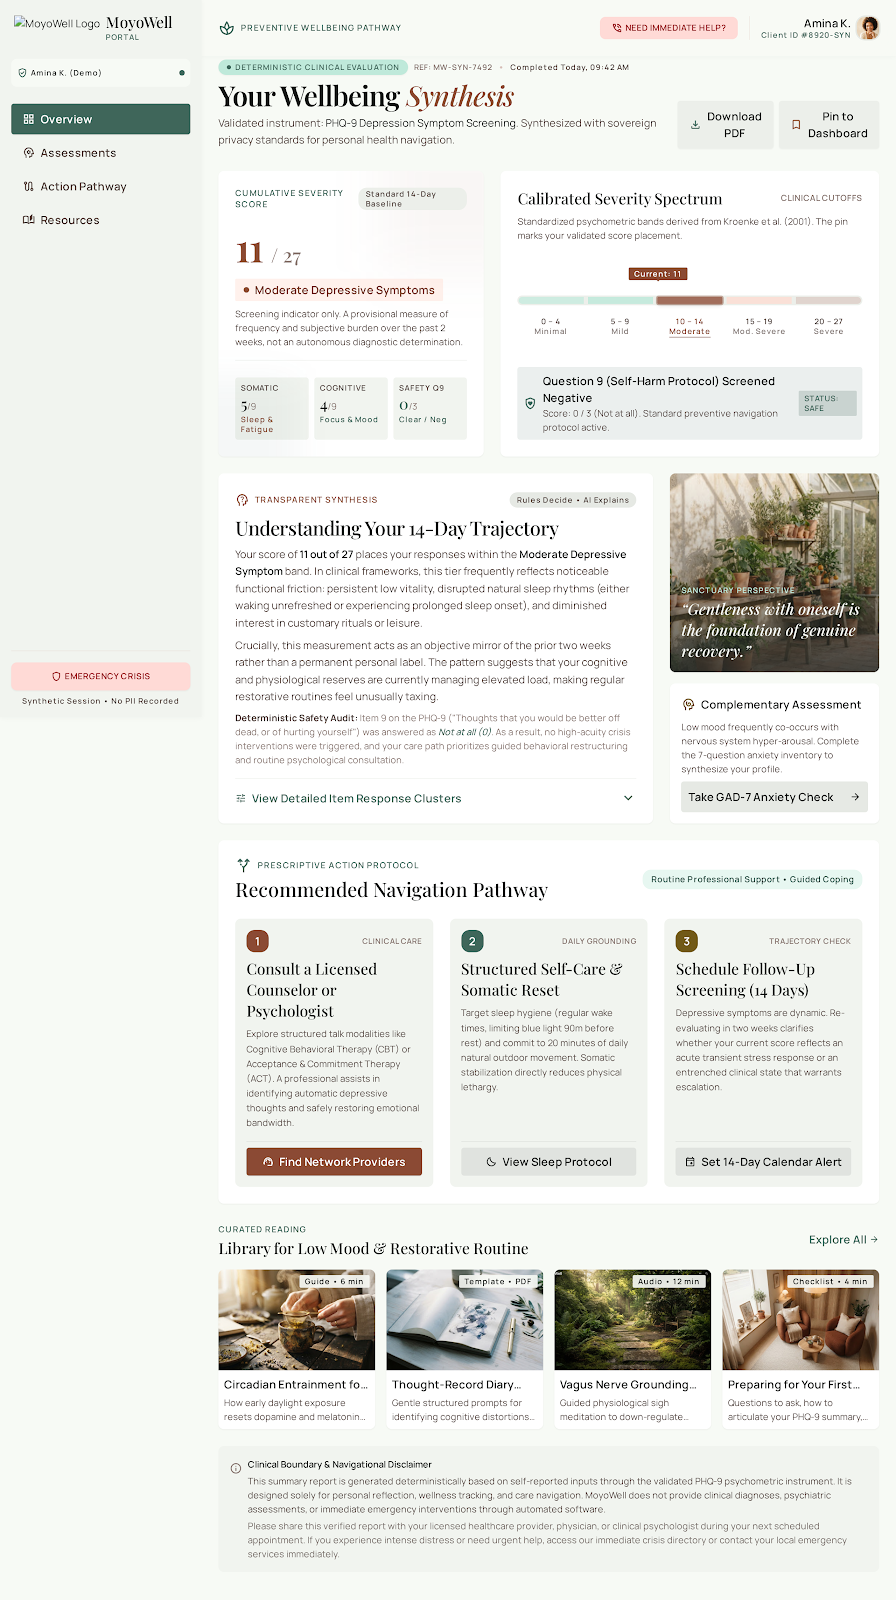 MoyoWell Logo
MoyoWell
PORTAL
Amina K. (Demo)
Overview
Assessments
Action Pathway
Resources
EMERGENCY CRISIS
Synthetic Session • No PII Recorded
PREVENTIVE WELLBEING PATHWAY
NEED IMMEDIATE HELP?
Amina K.
Client ID #8920-SYN
DETERMINISTIC CLINICAL EVALUATION
REF: MW-SYN-7492 • Completed Today, 09:42 AM
Your Wellbeing Synthesis
Validated instrument: PHQ-9 Depression Symptom Screening. Synthesized with sovereign
privacy standards for personal health navigation.
Download
PDF
Pin to
Dashboard
CUMULATIVE SEVERITY
SCORE
Standard 14-Day
Baseline
11 / 27
Moderate Depressive Symptoms
Screening indicator only. A provisional measure of
frequency and subjective burden over the past 2
weeks, not an autonomous diagnostic determination.
SOMATIC
5/9
Sleep &
Fatigue
COGNITIVE
4/9
Focus & Mood
SAFETY Q9
0/3
Clear / Neg
Calibrated Severity Spectrum
CLINICAL CUTOFFS
Standardized psychometric bands derived from Kroenke et al. (2001). The pin
marks your validated score placement.
Current: 11
0 – 4
Minimal
5 – 9
Mild
10 – 14
Moderate
15 – 19
Mod. Severe
20 – 27
Severe
Question 9 (Self-Harm Protocol) Screened
Negative
Score: 0 / 3 (Not at all). Standard preventive navigation
protocol active.
STATUS:
SAFE
TRANSPARENT SYNTHESIS
Rules Decide • AI Explains
Understanding Your 14-Day Trajectory
Your score of 11 out of 27 places your responses within the Moderate Depressive
Symptom band. In clinical frameworks, this tier frequently reflects noticeable
functional friction: persistent low vitality, disrupted natural sleep rhythms (either
waking unrefreshed or experiencing prolonged sleep onset), and diminished
interest in customary rituals or leisure.
Crucially, this measurement acts as an objective mirror of the prior two weeks
rather than a permanent personal label. The pattern suggests that your cognitive
and physiological reserves are currently managing elevated load, making regular
restorative routines feel unusually taxing.
Deterministic Safety Audit: Item 9 on the PHQ-9 ("Thoughts that you would be better off
dead, or of hurting yourself") was answered as Not at all (0). As a result, no high-acuity crisis
interventions were triggered, and your care path prioritizes guided behavioral restructuring
and routine psychological consultation.
View Detailed Item Response Clusters
SANCTUARY PERSPECTIVE
“Gentleness with oneself is
the foundation of genuine
recovery.”
Complementary Assessment
Low mood frequently co-occurs with
nervous system hyper-arousal. Complete
the 7-question anxiety inventory to
synthesize your profile.
Take GAD-7 Anxiety Check
PRESCRIPTIVE ACTION PROTOCOL
Recommended Navigation Pathway
Routine Professional Support • Guided Coping
1
CLINICAL CARE
Consult a Licensed
Counselor or
Psychologist
Explore structured talk modalities like
Cognitive Behavioral Therapy (CBT) or
Acceptance & Commitment Therapy
(ACT). A professional assists in
identifying automatic depressive
thoughts and safely restoring emotional
bandwidth.
Find Network Providers
2
DAILY GROUNDING
Structured Self-Care &
Somatic Reset
Target sleep hygiene (regular wake
times, limiting blue light 90m before
rest) and commit to 20 minutes of daily
natural outdoor movement. Somatic
stabilization directly reduces physical
lethargy.
View Sleep Protocol
3
TRAJECTORY CHECK
Schedule Follow-Up
Screening (14 Days)
Depressive symptoms are dynamic. Re-
evaluating in two weeks clarifies
whether your current score reflects an
acute transient stress response or an
entrenched clinical state that warrants
escalation.
Set 14-Day Calendar Alert
CURATED READING
Library for Low Mood & Restorative Routine
Explore All
Guide • 6 min
Circadian Entrainment fo...
How early daylight exposure
resets dopamine and melatonin...
Template • PDF
Thought-Record Diary...
Gentle structured prompts for
identifying cognitive distortions...
Audio • 12 min
Vagus Nerve Grounding...
Guided physiological sigh
meditation to down-regulate...
Checklist • 4 min
Preparing for Your First...
Questions to ask, how to
articulate your PHQ-9 summary,...
Clinical Boundary & Navigational Disclaimer
This summary report is generated deterministically based on self-reported inputs through the validated PHQ-9 psychometric instrument. It is
designed solely for personal reflection, wellness tracking, and care navigation. MoyoWell does not provide clinical diagnoses, psychiatric
assessments, or immediate emergency interventions through automated software.
Please share this verified report with your licensed healthcare provider, physician, or clinical psychologist during your next scheduled
appointment. If you experience intense distress or need urgent help, access our immediate crisis directory or contact your local emergency
services immediately.